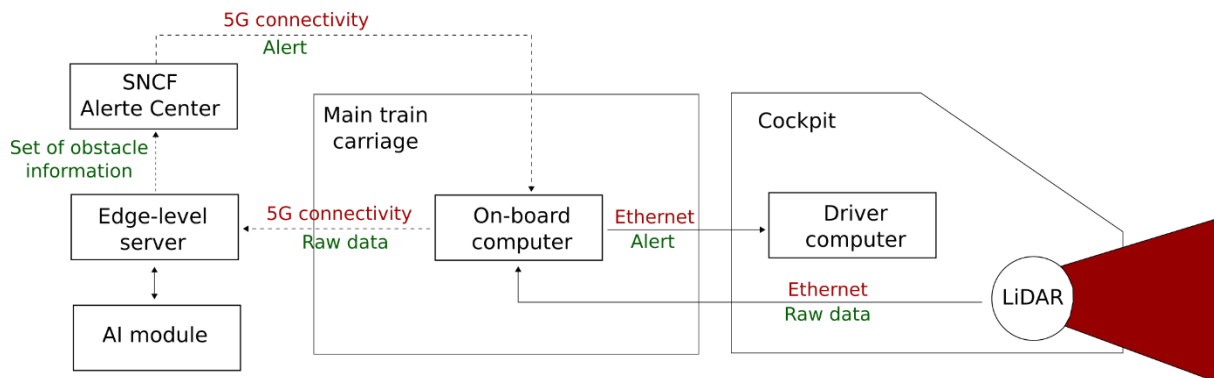 5G connectivity
Alert
SNCF
Alerte Center
Set of obstacle
information
Edge-level
server
AI module
5G connectivity
Raw data
Main train
carriage
On-board
computer
Ethernet
Alert
Cockpit
Driver
computer
Ethernet
Raw data
LiDAR